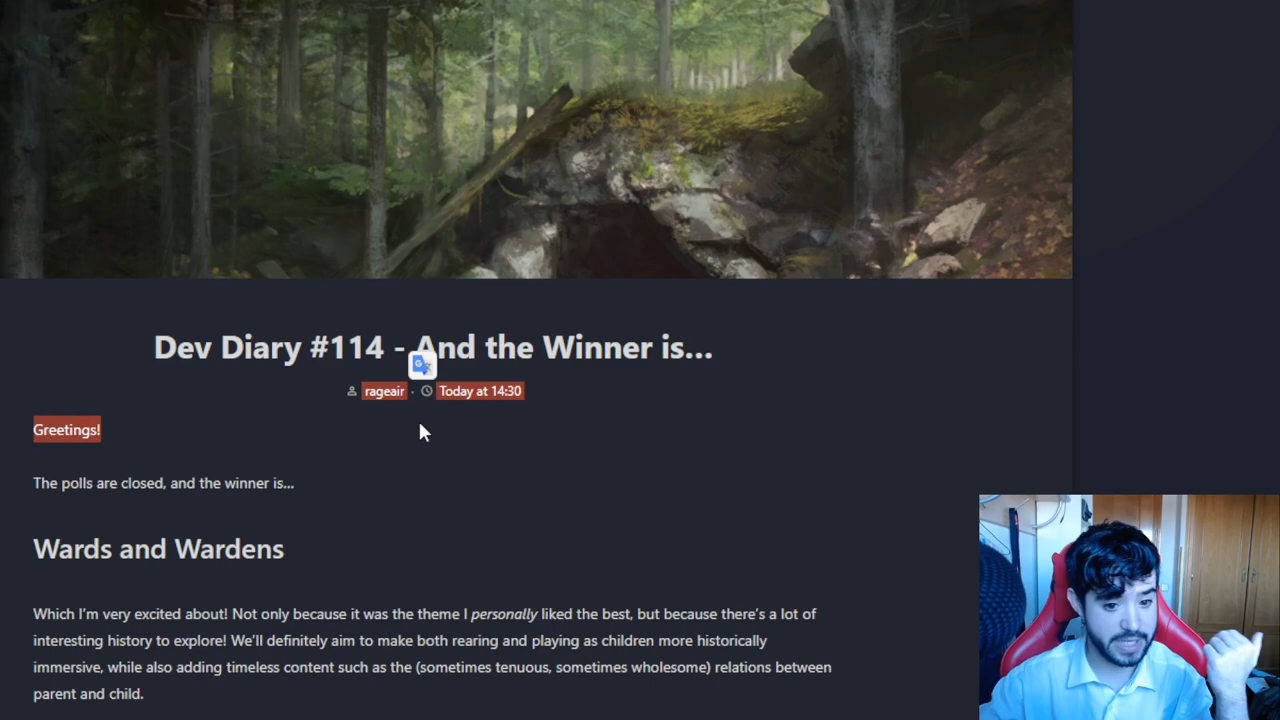 Dev Diary #114 - And the Winner is...
rageair · Today at 14:30
Greetings!
The polls are closed, and the winner is...
Wards and Wardens
Which I'm very excited about! Not only because it was the theme I personally liked the best, but because there's a lot of
interesting history to explore! We'll definitely aim to make both rearing and playing as children more historically
immersive, while also adding timeless content such as the (sometimes tenuous, sometimes wholesome) relations between
parent and child.